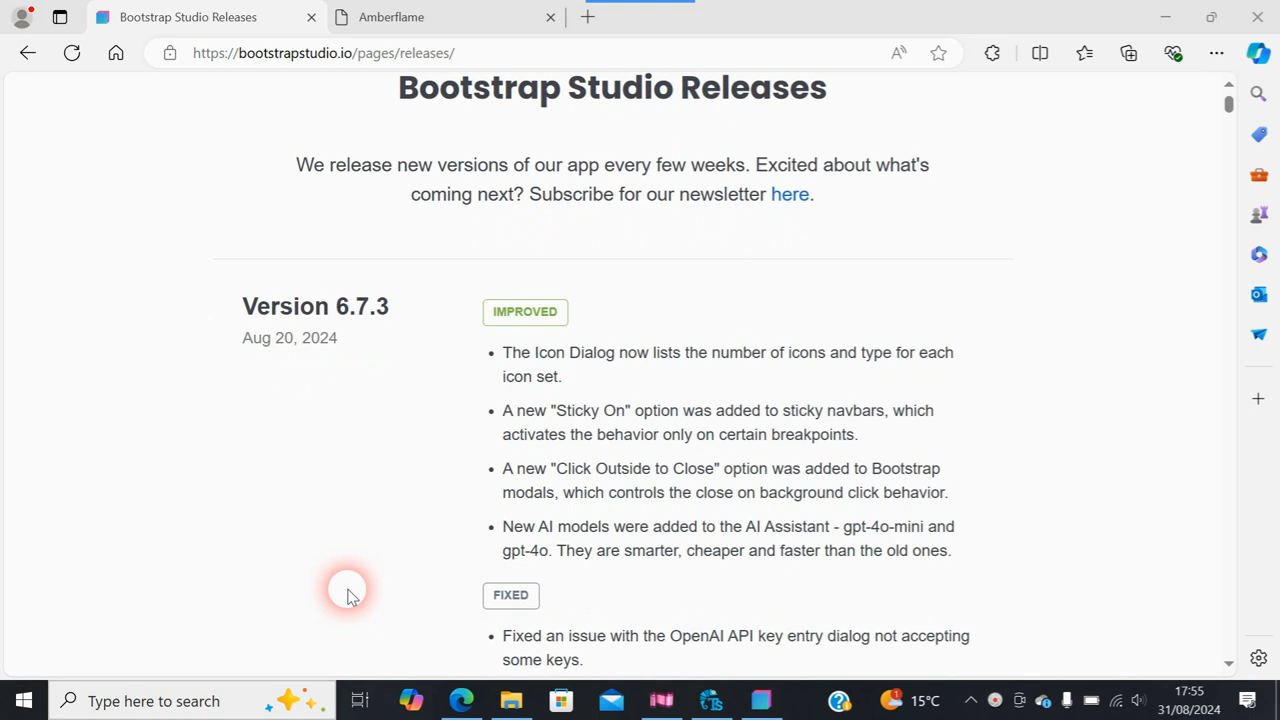 Bootstrap Studio Releases
Amberflame
https://bootstrapstudio.io/pages/releases/
Bootstrap Studio Releases
We release new versions of our app every few weeks. Excited about what's
coming next? Subscribe for our newsletter here.
Version 6.7.3
Aug 20, 2024
IMPROVED
• The Icon Dialog now lists the number of icons and type for each
icon set.
• A new "Sticky On" option was added to sticky navbars, which
activates the behavior only on certain breakpoints.
• A new "Click Outside to Close" option was added to Bootstrap
modals, which controls the close on background click behavior.
• New AI models were added to the AI Assistant - gpt-4o-mini and
gpt-4o. They are smarter, cheaper and faster than the old ones.
FIXED
• Fixed an issue with the OpenAI API key entry dialog not accepting
some keys.
Type here to search
1
15°C
17:55
31/08/2024